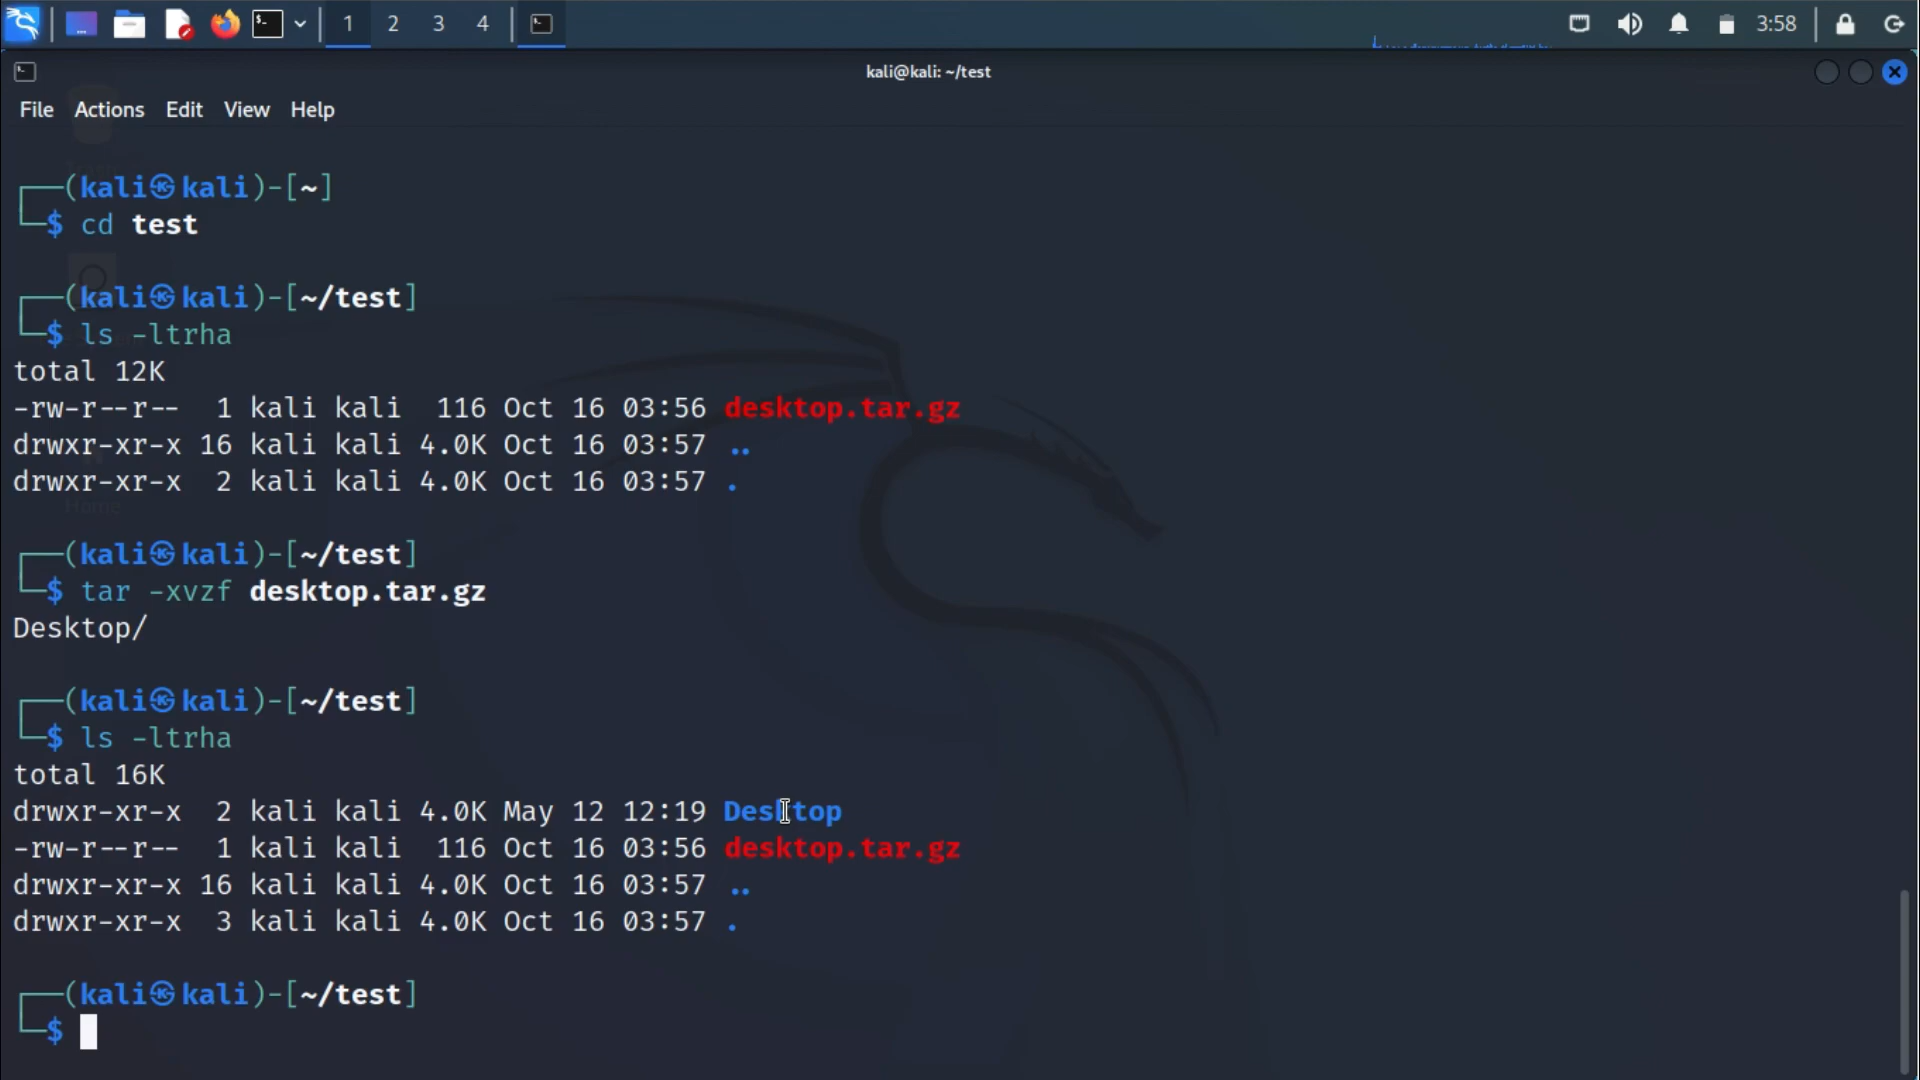 1 2 3 4 3:58
kali@kali: ~/test
File Actions Edit View Help
┌──(kali㉿kali)-[~]
└─$ cd test
┌──(kali㉿kali)-[~/test]
└─$ ls -ltrha
total 12K
-rw-r--r--  1 kali kali  116 Oct 16 03:56 desktop.tar.gz
drwxr-xr-x 16 kali kali 4.0K Oct 16 03:57 ..
drwxr-xr-x  2 kali kali 4.0K Oct 16 03:57 .
Home
┌──(kali㉿kali)-[~/test]
└─$ tar -xvzf desktop.tar.gz
Desktop/
┌──(kali㉿kali)-[~/test]
└─$ ls -ltrha
total 16K
drwxr-xr-x  2 kali kali 4.0K May 12 12:19 Desktop
-rw-r--r--  1 kali kali  116 Oct 16 03:56 desktop.tar.gz
drwxr-xr-x 16 kali kali 4.0K Oct 16 03:57 ..
drwxr-xr-x  3 kali kali 4.0K Oct 16 03:57 .
┌──(kali㉿kali)-[~/test]
└─$